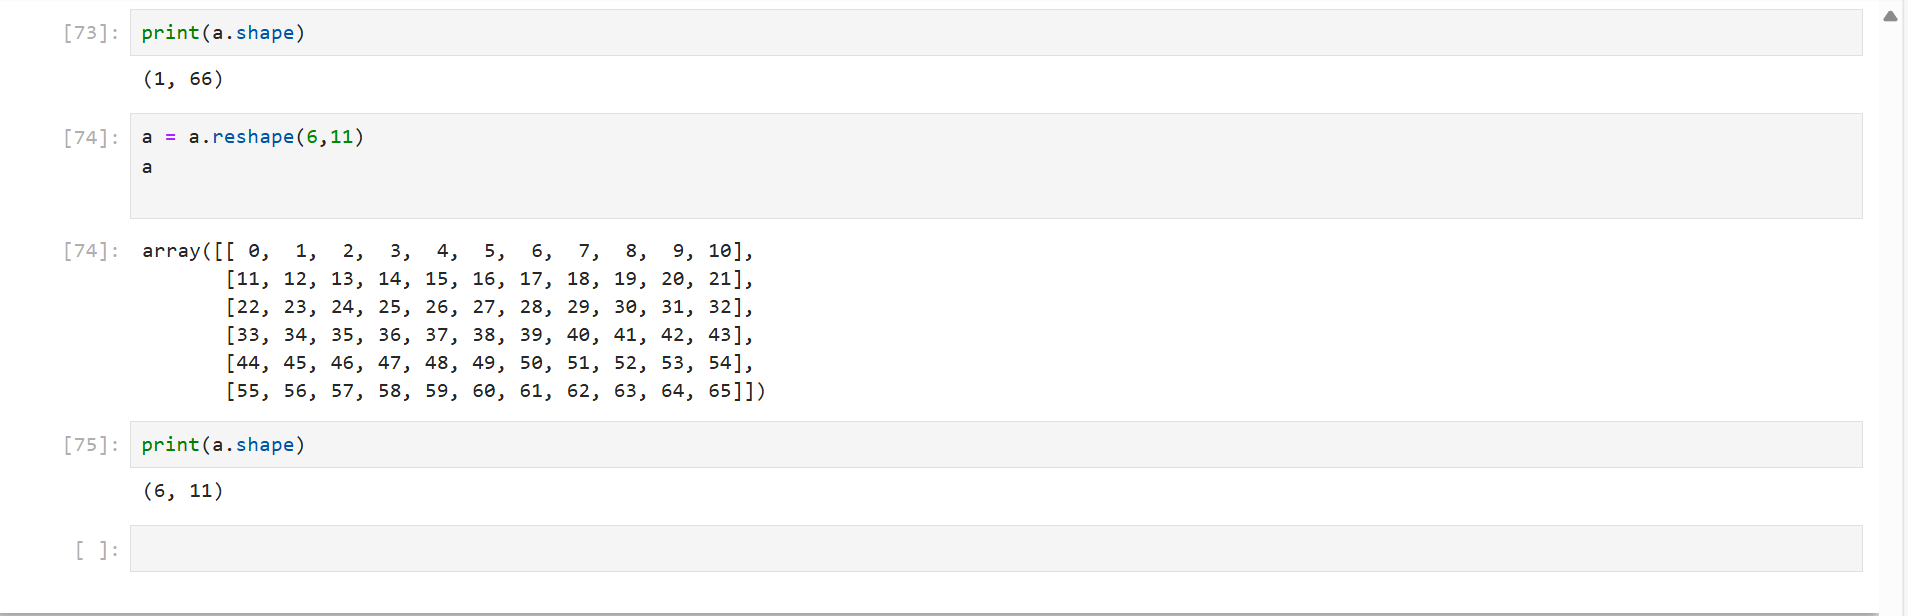 [73]: print(a.shape)
(1, 66)
[74]: a = a.reshape(6,11)
a
[74]: array([[ 0,  1,  2,  3,  4,  5,  6,  7,  8,  9, 10],
[11, 12, 13, 14, 15, 16, 17, 18, 19, 20, 21],
[22, 23, 24, 25, 26, 27, 28, 29, 30, 31, 32],
[33, 34, 35, 36, 37, 38, 39, 40, 41, 42, 43],
[44, 45, 46, 47, 48, 49, 50, 51, 52, 53, 54],
[55, 56, 57, 58, 59, 60, 61, 62, 63, 64, 65]])
[75]: print(a.shape)
(6, 11)
[ ]: